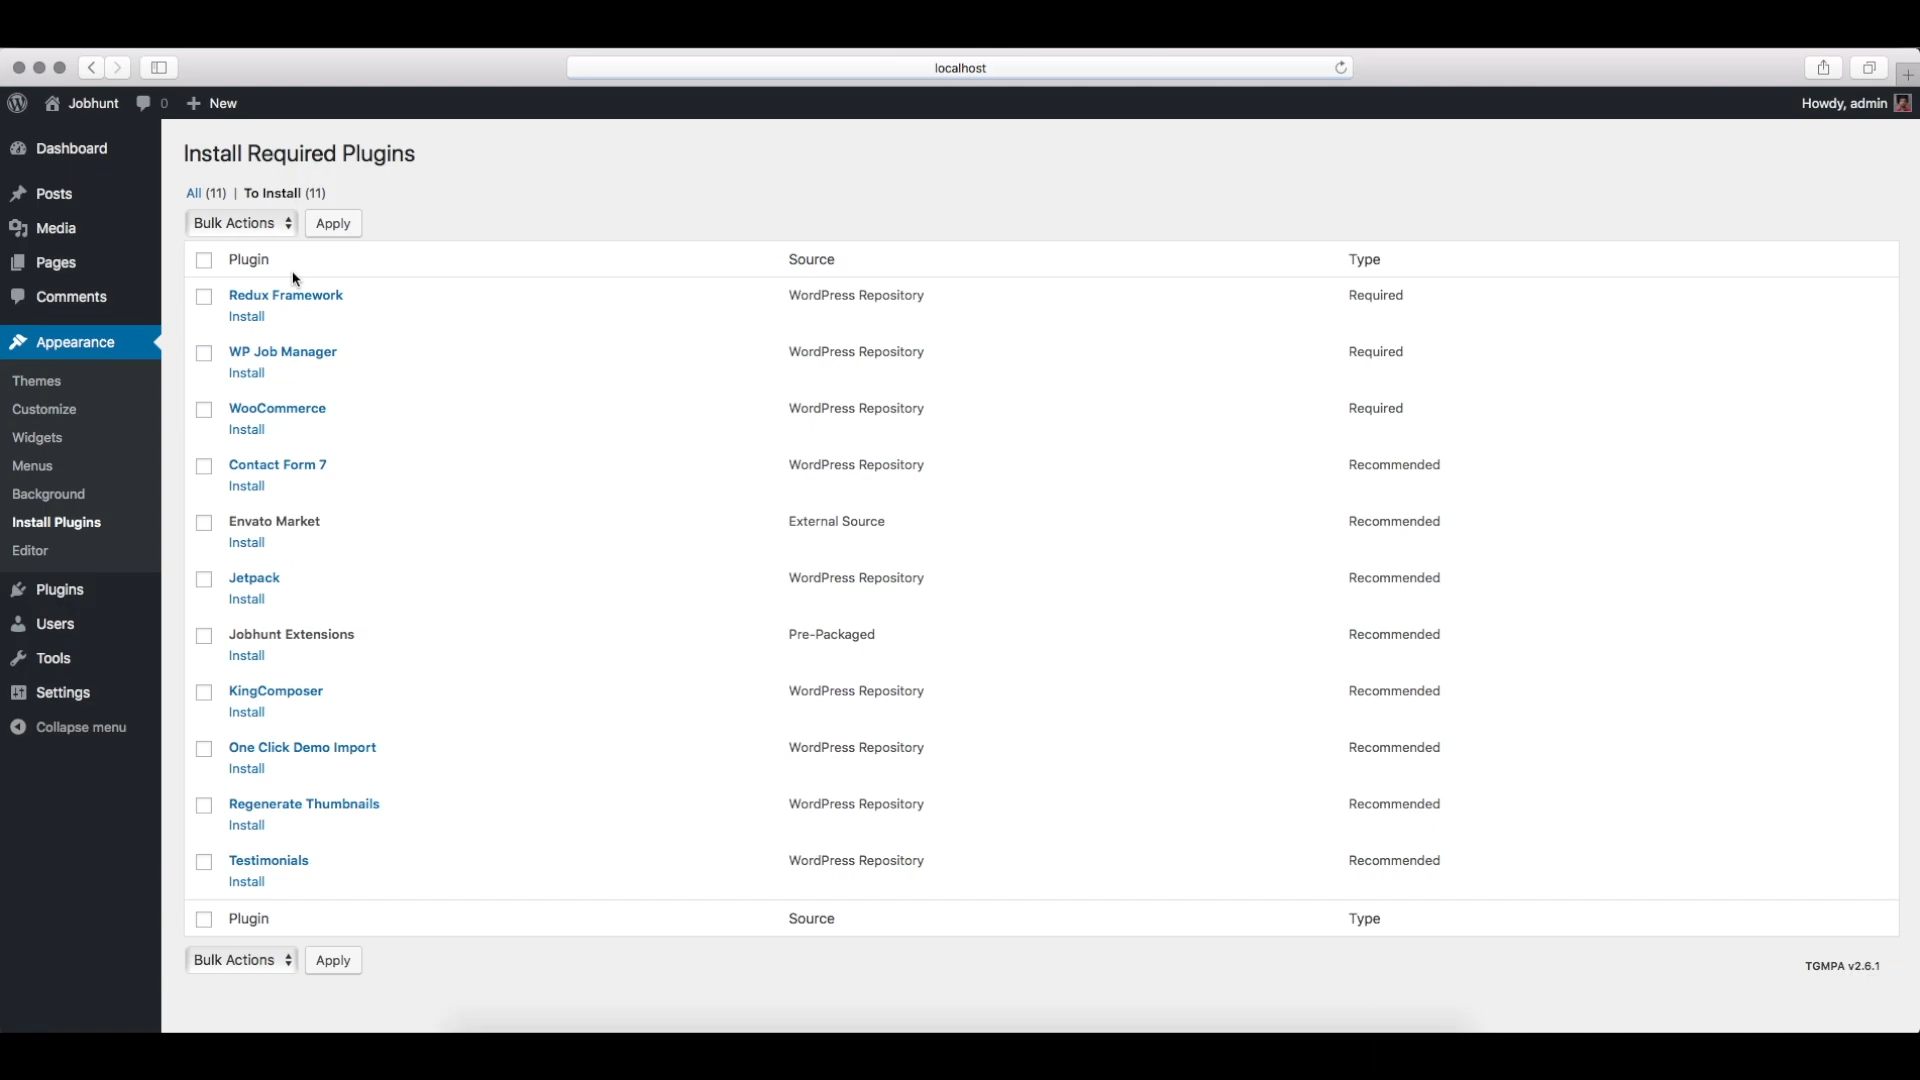 localhost
Jobhunt 0 New Howdy, admin
Dashboard
Posts
Media
Pages
Comments
Appearance
Themes
Customize
Widgets
Menus
Background
Install Plugins
Editor
Plugins
Users
Tools
Settings
Collapse menu
Install Required Plugins
All (11) | To Install (11)
Bulk Actions Apply
Plugin Source Type
Redux Framework WordPress Repository Required
Install
WP Job Manager WordPress Repository Required
Install
WooCommerce WordPress Repository Required
Install
Contact Form 7 WordPress Repository Recommended
Install
Envato Market External Source Recommended
Install
Jetpack WordPress Repository Recommended
Install
Jobhunt Extensions Pre-Packaged Recommended
Install
KingComposer WordPress Repository Recommended
Install
One Click Demo Import WordPress Repository Recommended
Install
Regenerate Thumbnails WordPress Repository Recommended
Install
Testimonials WordPress Repository Recommended
Install
Plugin Source Type
Bulk Actions Apply
TGMPA v2.6.1